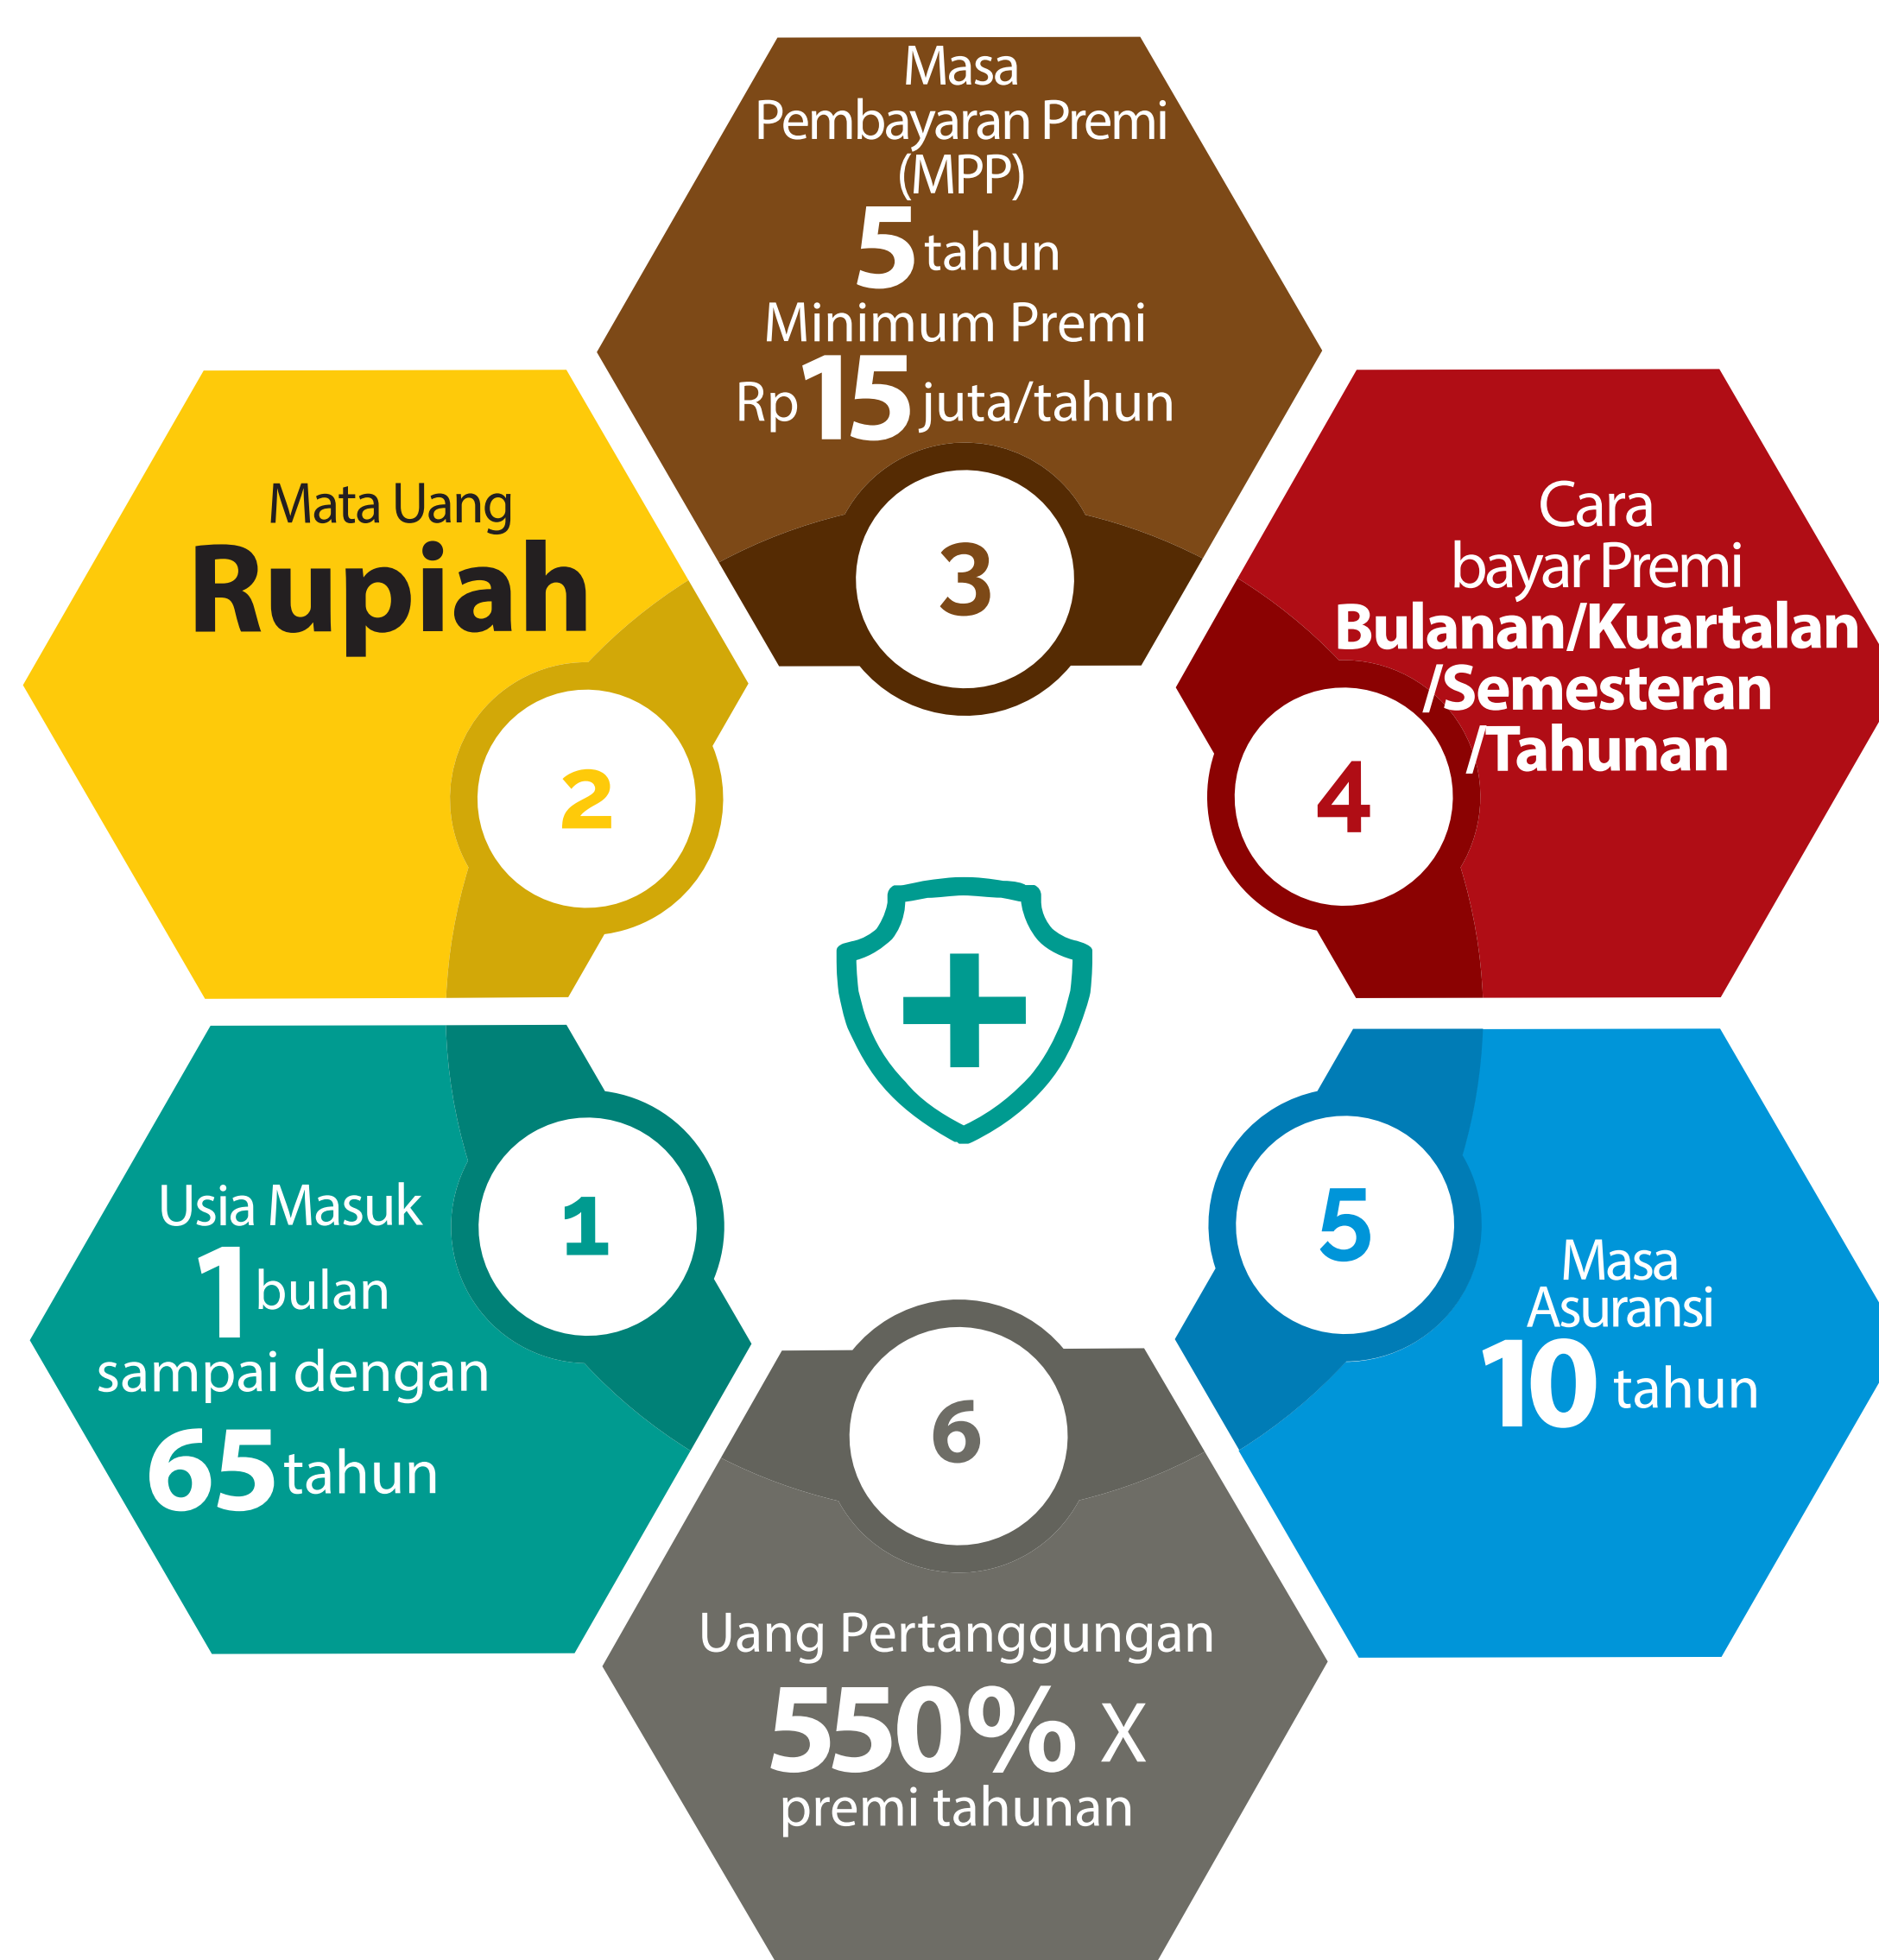 Masa
Pembayaran Premi
(MPP)
5 tahun
Minimum Premi
Rp 15 juta/tahun
3
Mata Uang
Rupiah
2
Cara
bayar Premi
Bulanan/Kuartalan
/Semesteran
/Tahunan
4
Usia Masuk
1 bulan
sampai dengan
65 tahun
1
5
Masa
Asuransi
10 tahun
6
Uang Pertanggungan
550% X
premi tahunan